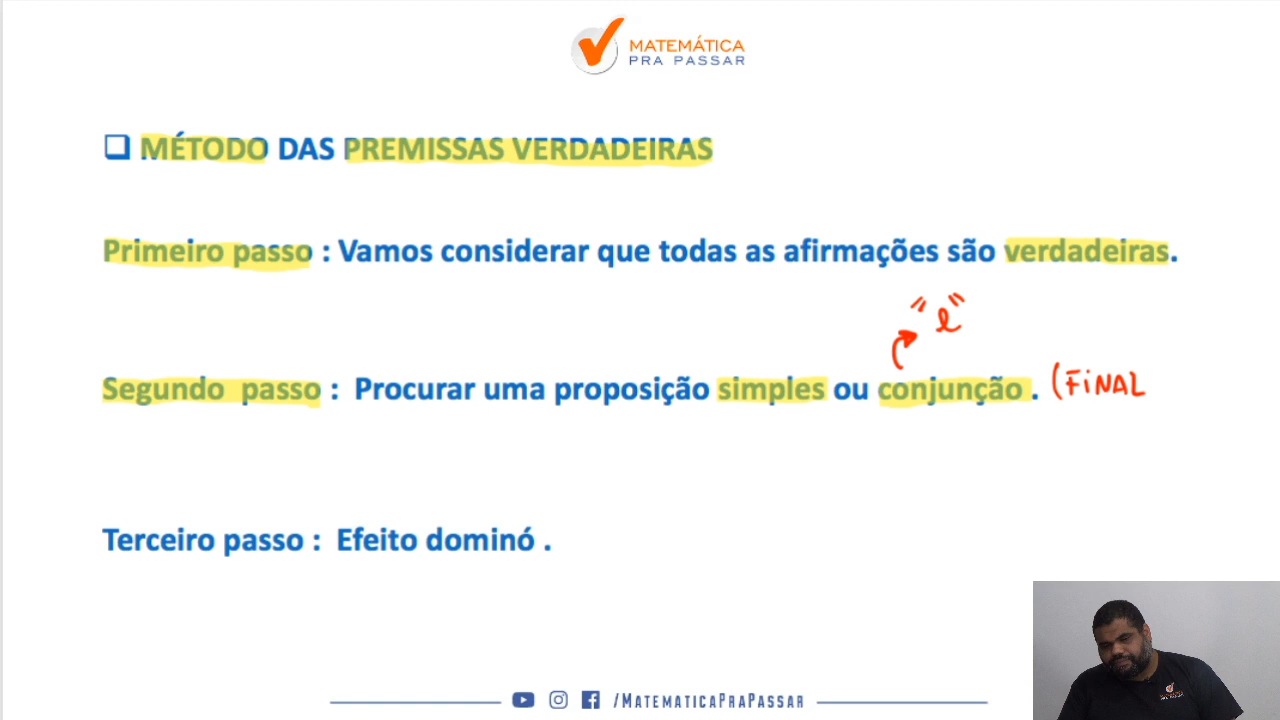 MATEMÁTICA
PRA PASSAR
MÉTODO DAS PREMISSAS VERDADEIRAS
Primeiro passo : Vamos considerar que todas as afirmações são verdadeiras.
"e"
Segundo passo : Procurar uma proposição simples ou conjunção . (FINAL
Terceiro passo : Efeito dominó .
/MATEMATICAPRAPASSAR